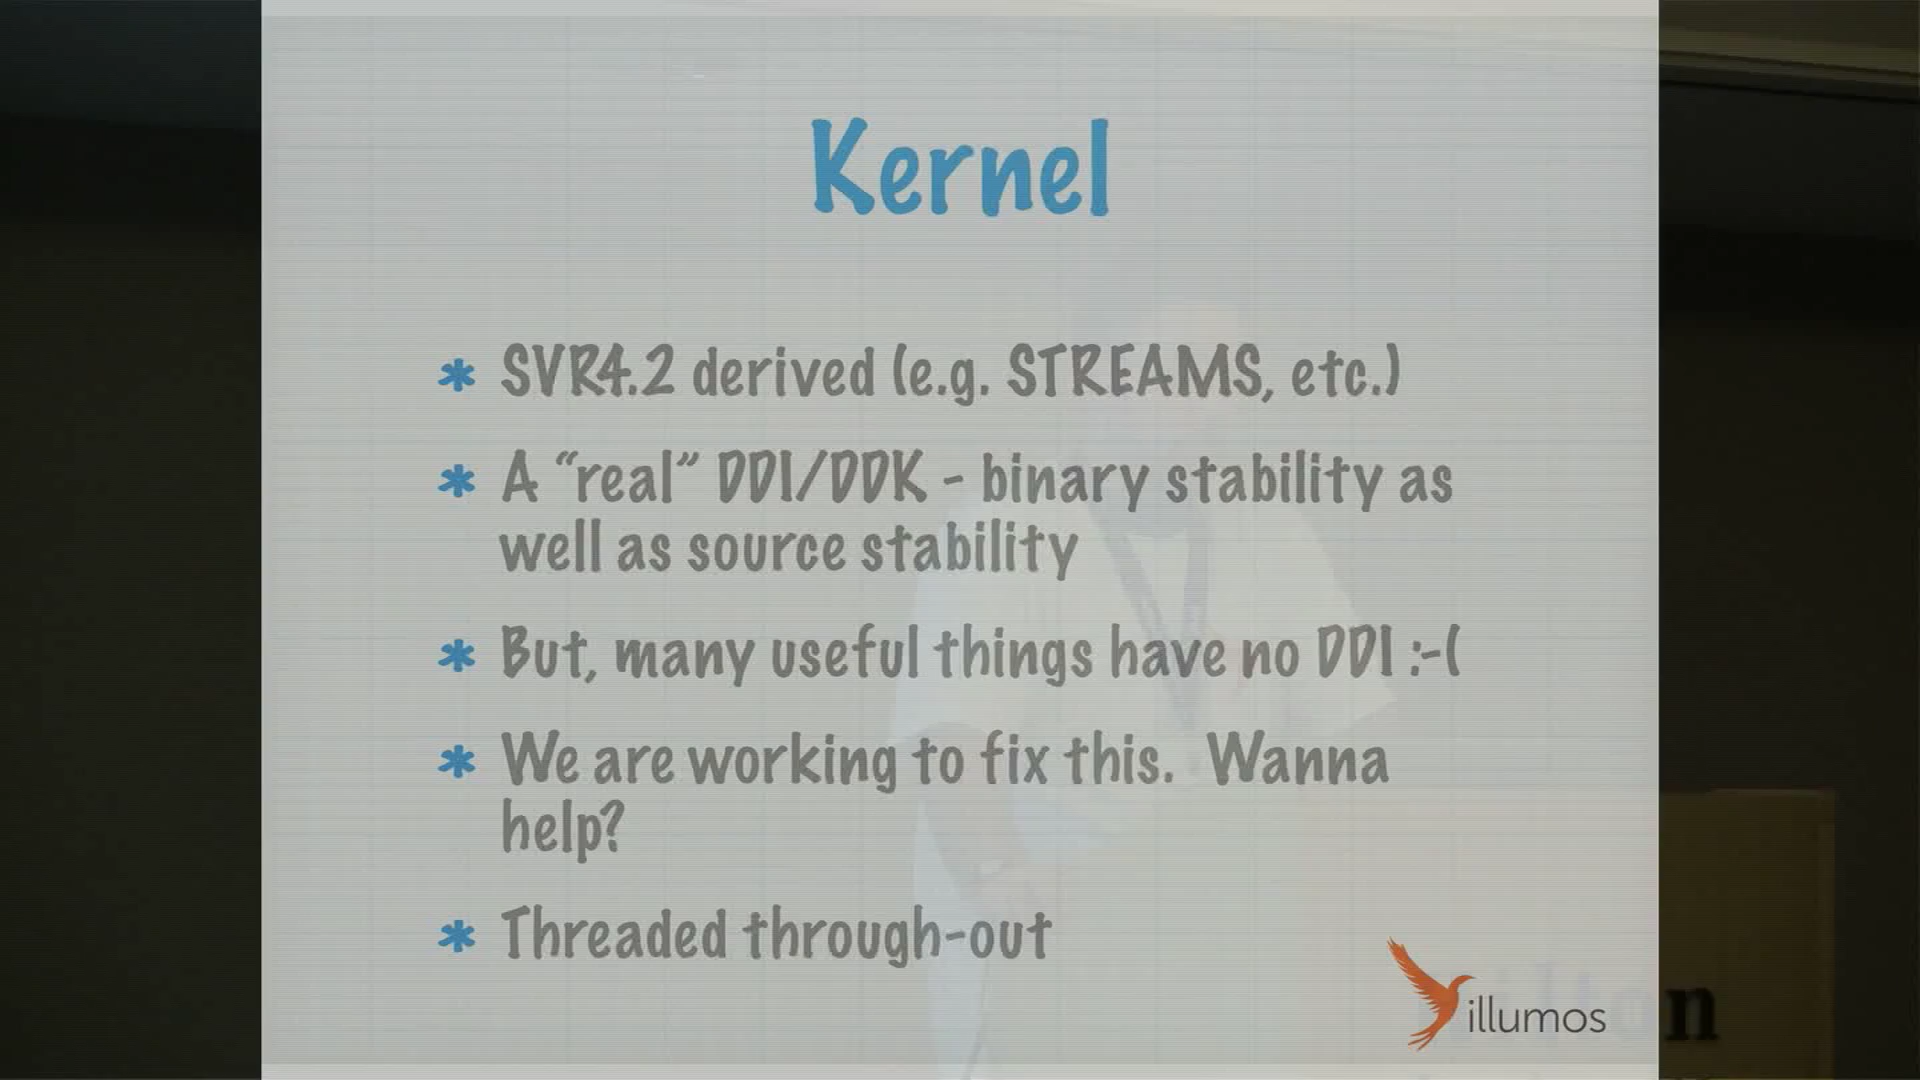 Kernel
* SVR4.2 derived (e.g. STREAMS, etc.)
* A “real” DDI/DDK - binary stability as
well as source stability
* But, many useful things have no DDI :-(
* We are working to fix this.  Wanna
help?
* Threaded through-out
illumos